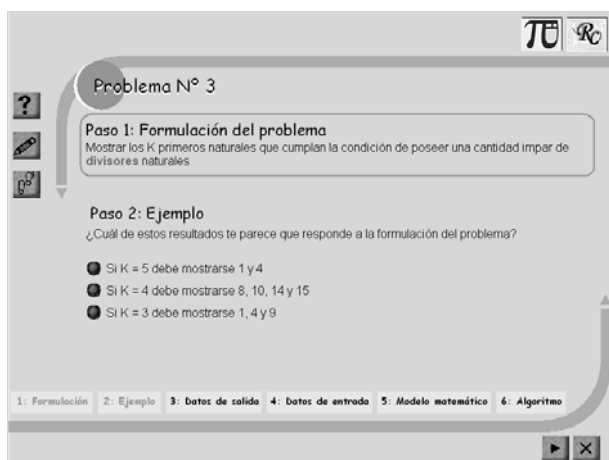 Problema Nº 3
Paso 1: Formulación del problema
Mostrar los K primeros naturales que cumplan la condición de poseer una cantidad impar de
divisores naturales
Paso 2: Ejemplo
¿Cuál de estos resultados te parece que responde a la formulación del problema?
Si K = 5 debe mostrarse 1 y 4
Si K = 4 debe mostrarse 8, 10, 14 y 15
Si K = 3 debe mostrarse 1, 4 y 9
1: Formulación 2: Ejemplo 3: Datos de salida 4: Datos de entrada 5: Modelo matemático 6: Algoritmo